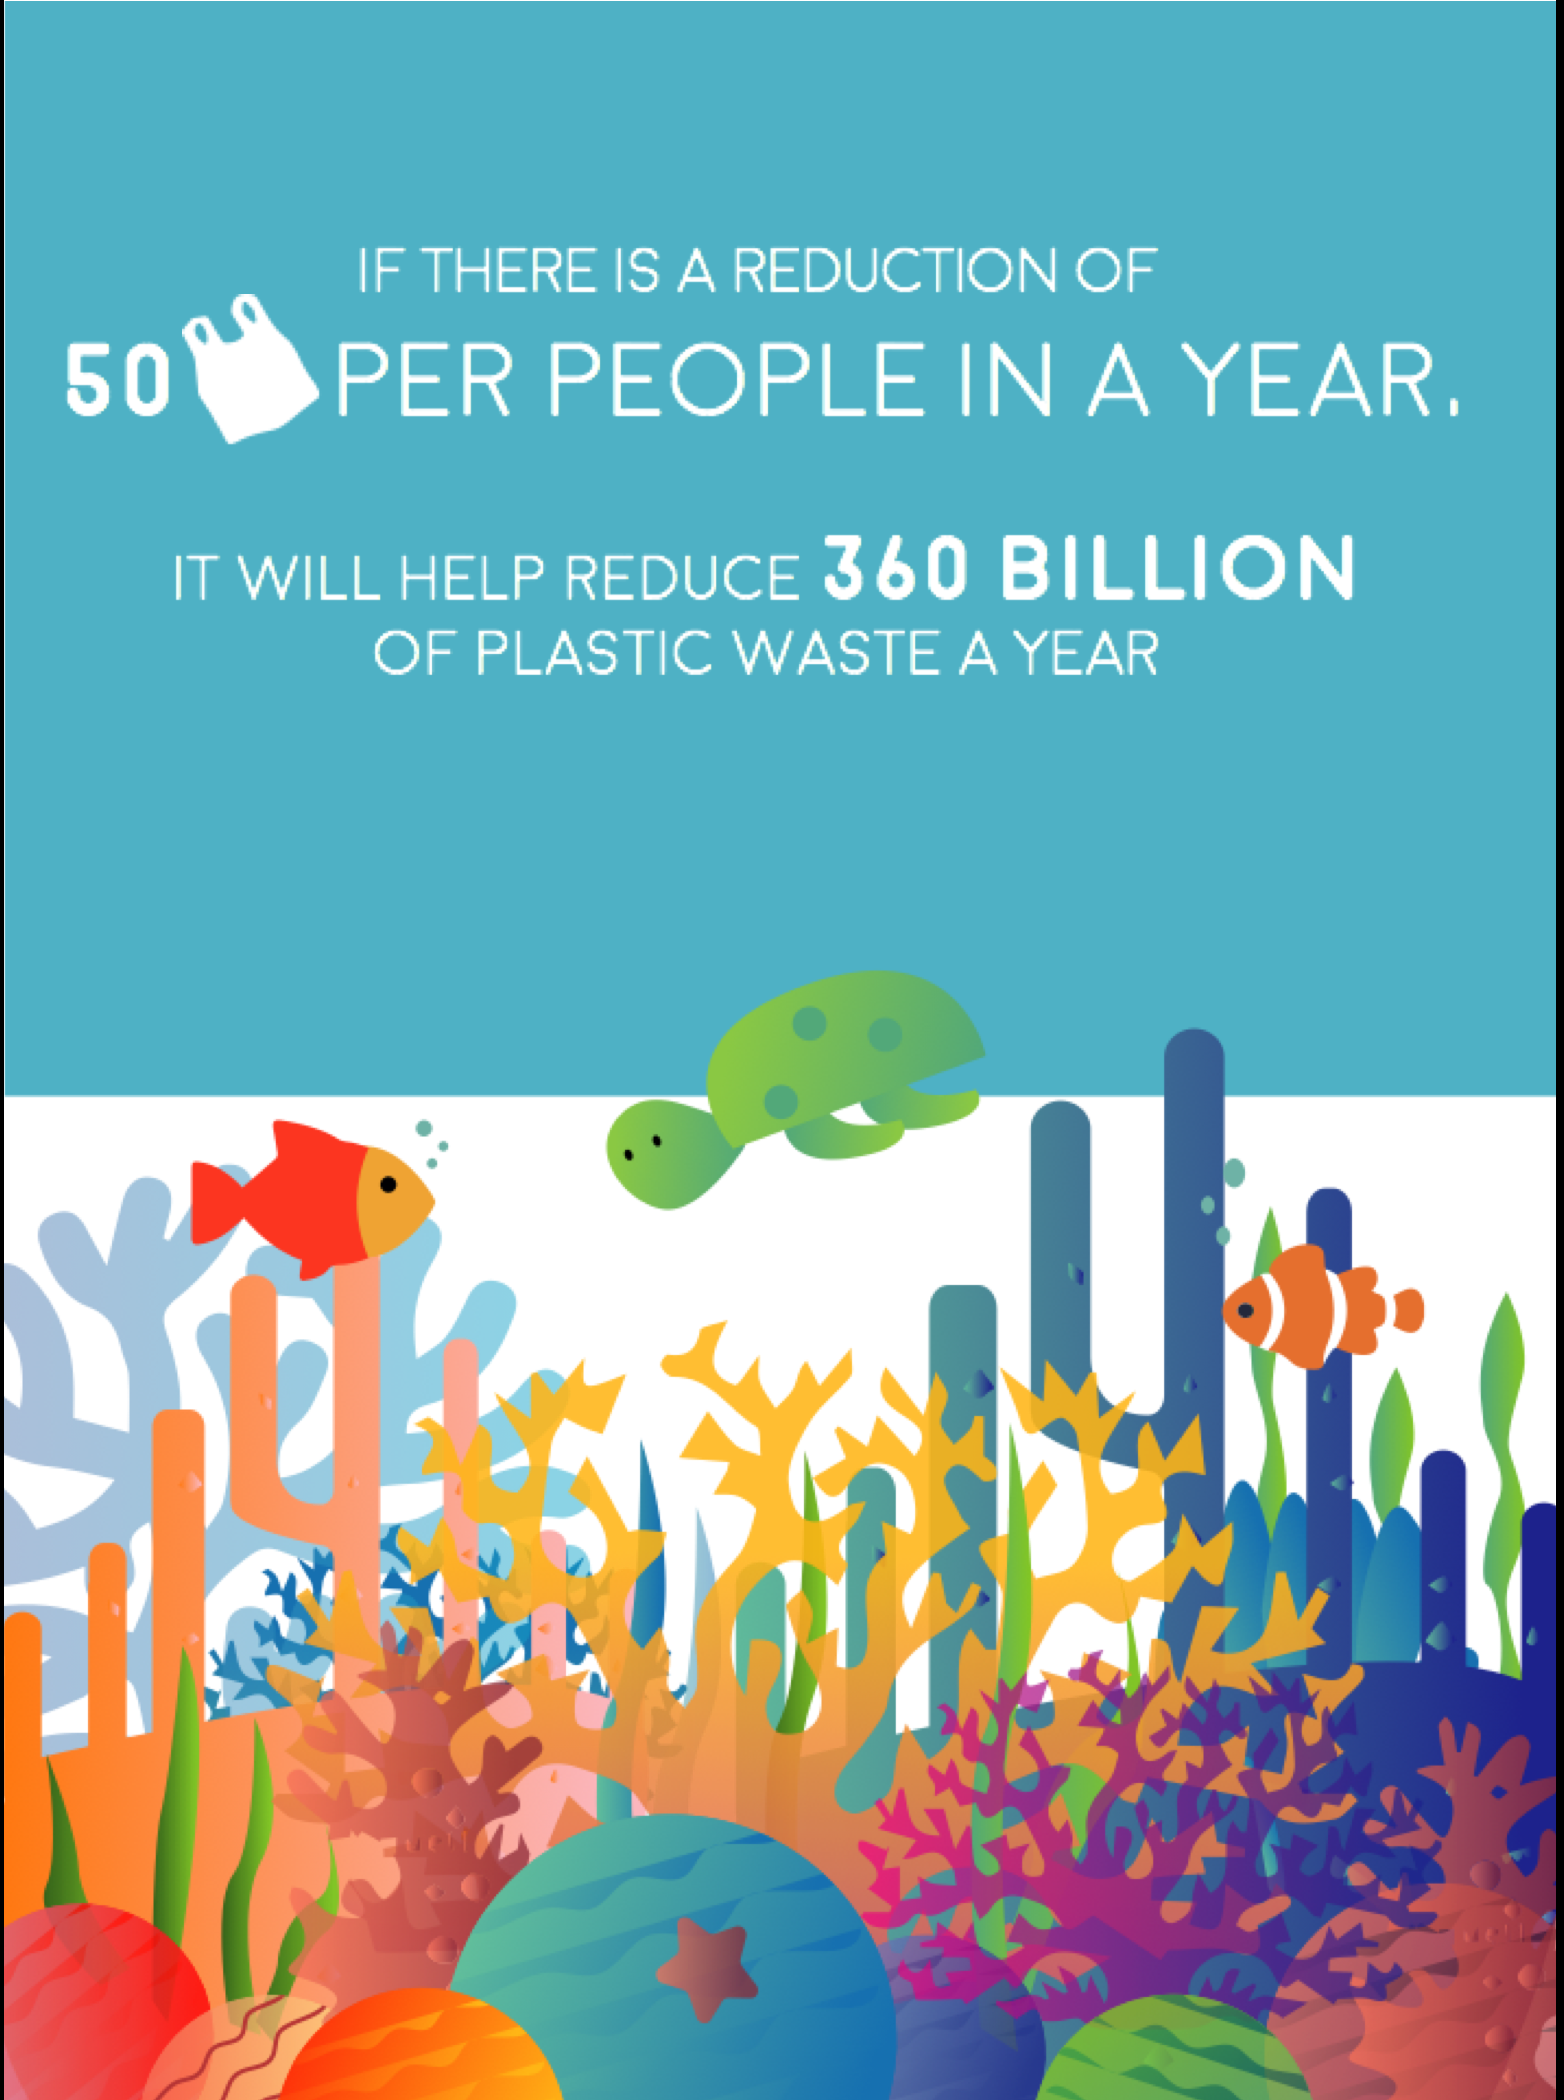 IF THERE IS A REDUCTION OF
50 PER PEOPLE IN A YEAR.
IT WILL HELP REDUCE 360 BILLION
OF PLASTIC WASTE A YEAR